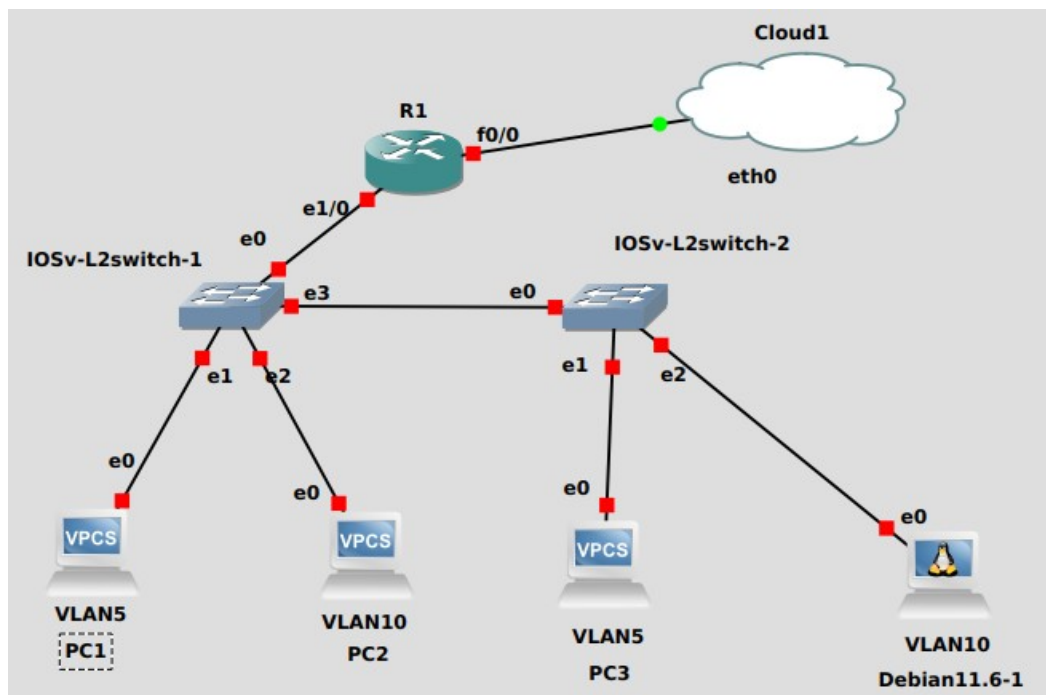 Cloud1
R1
f0/0
eth0
e1/0
e0
IOSv-L2switch-1
IOSv-L2switch-2
e3
e0
e1
e2
e1
e2
e0
e0
e0
e0
VPCS
VPCS
VPCS
VLAN5
PC1
VLAN10
PC2
VLAN5
PC3
VLAN10
Debian11.6-1